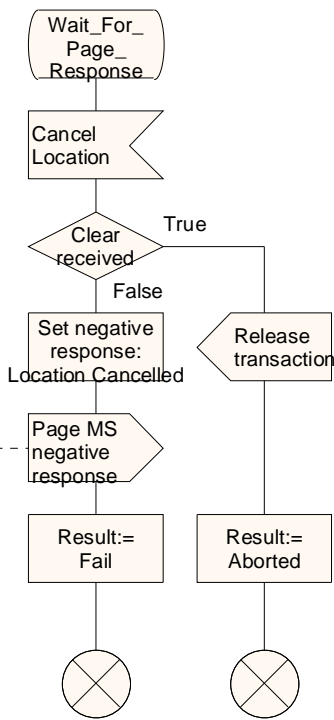 Wait_For_
Page_
Response_
Cancel
Location
Clear
received
True
False
Set negative
response:
Location Cancelled
Release
transaction
Page MS
negative
response
Result:=
Fail
Result:=
Aborted